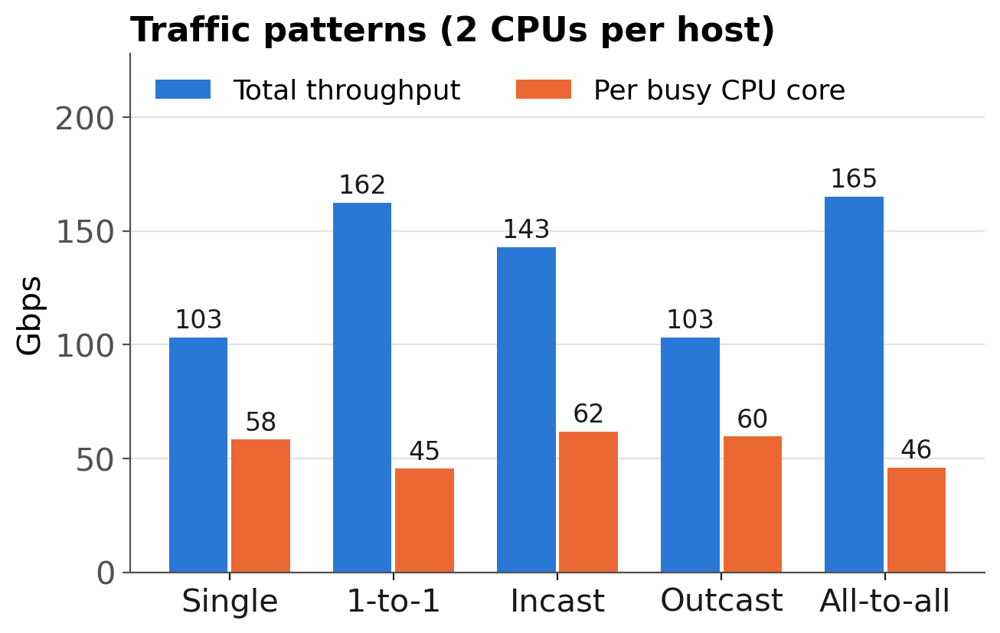 Traffic patterns (2 CPUs per host)
Total throughput
Per busy CPU core
Gbps
200
150
100
50
0
103
58
162
45
143
62
103
60
165
46
Single
1-to-1
Incast
Outcast
All-to-all